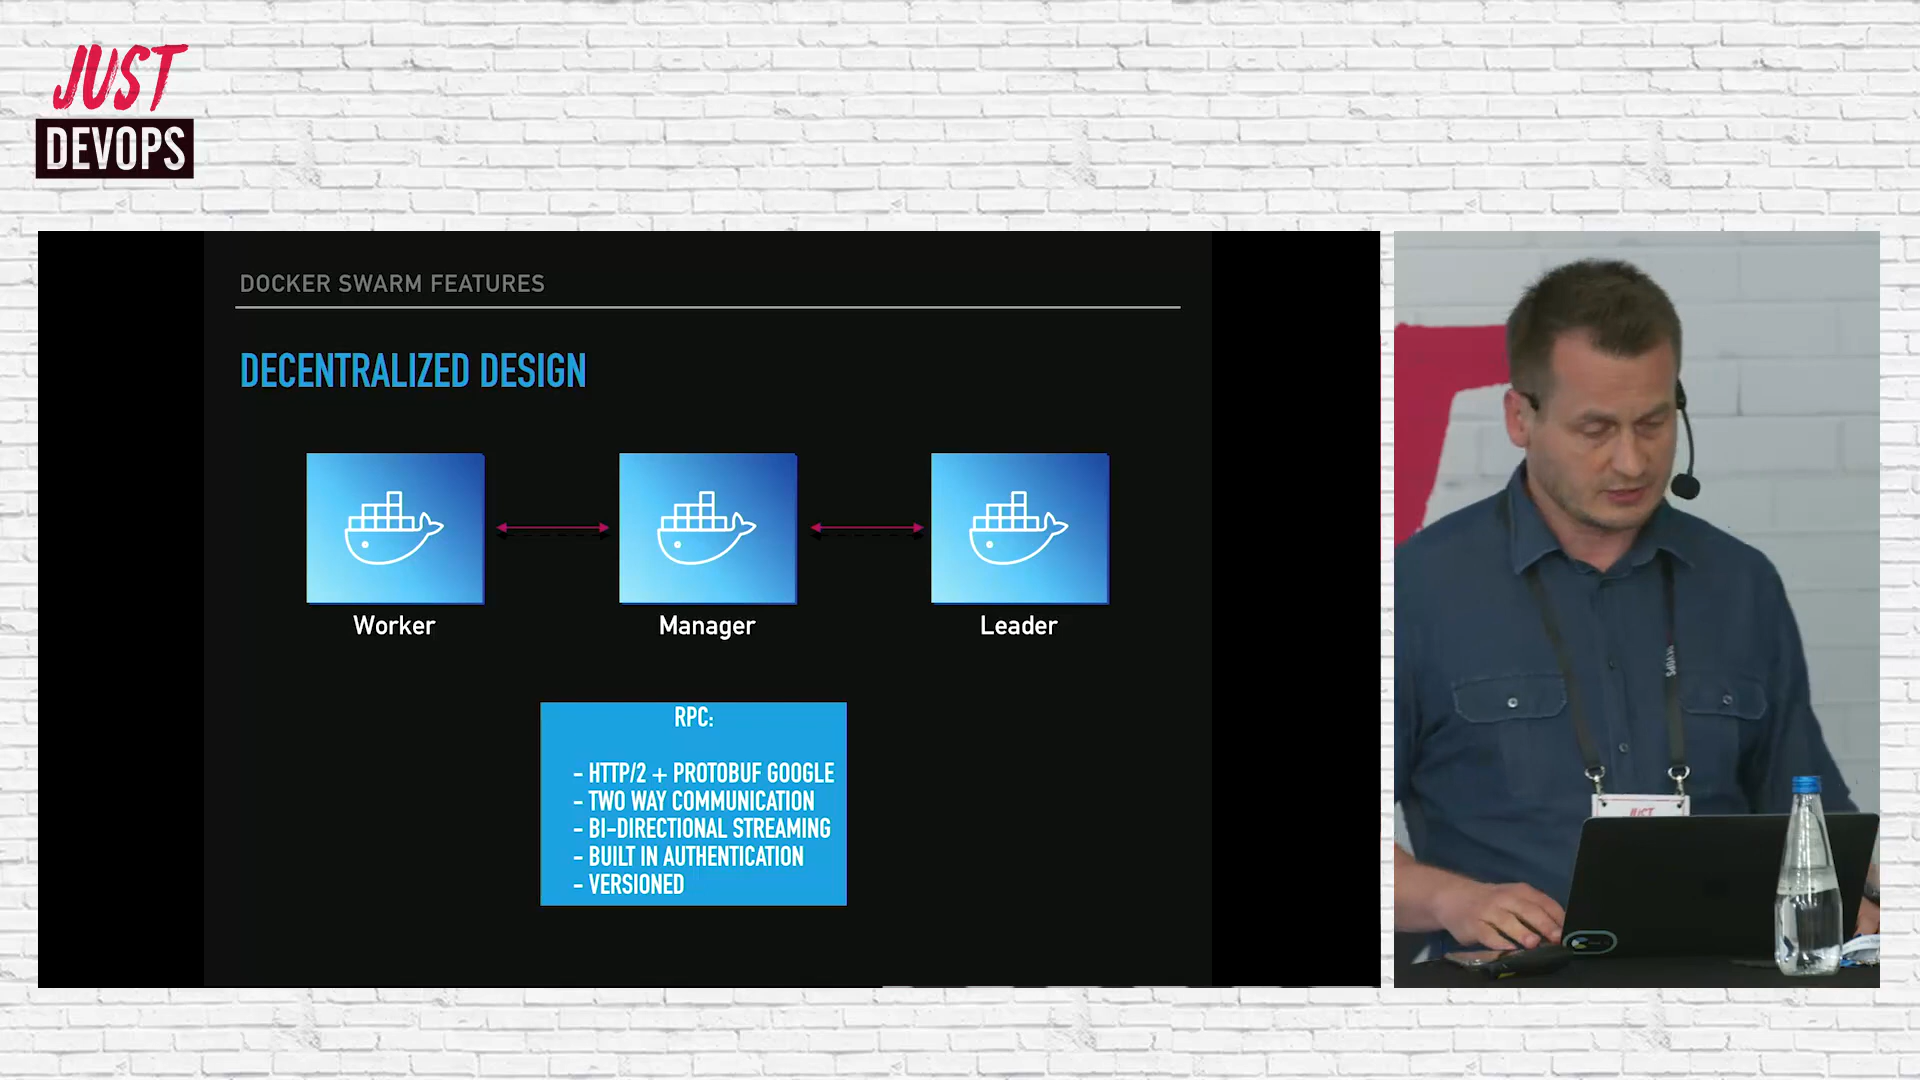 JUST
DEVOPS
DOCKER SWARM FEATURES
DECENTRALIZED DESIGN
Worker
Manager
Leader
RPC:
- HTTP/2 + PROTOBUF GOOGLE
- TWO WAY COMMUNICATION
- BI-DIRECTIONAL STREAMING
- BUILT IN AUTHENTICATION
- VERSIONED
JUST